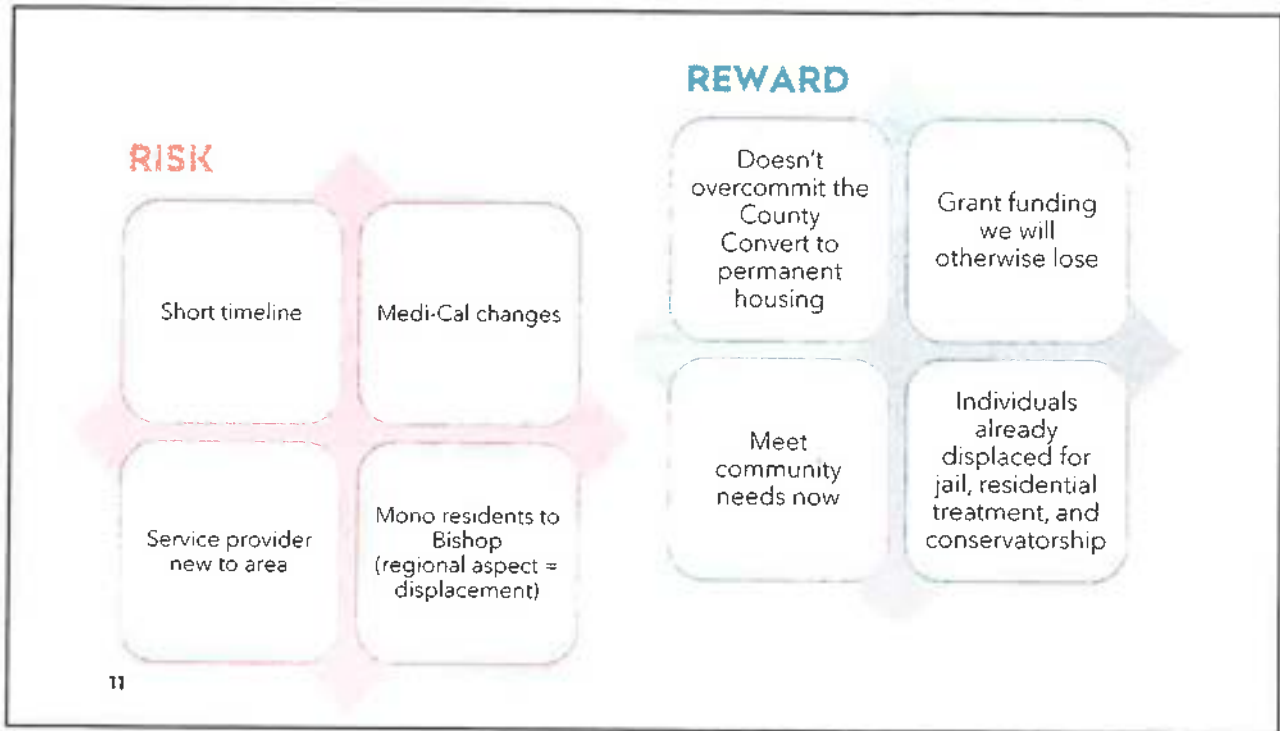 RISK
Short timeline
Medi-Cal changes
Service provider
new to area
Mono residents to
Bishop
(regional aspect =
displacement)
REWARD
Doesn't
overcommit the
County
Convert to
permanent
housing
Grant funding
we will
otherwise lose
Meet
community
needs now
Individuals
already
displaced for
jail, residential
treatment, and
conservatorship
11